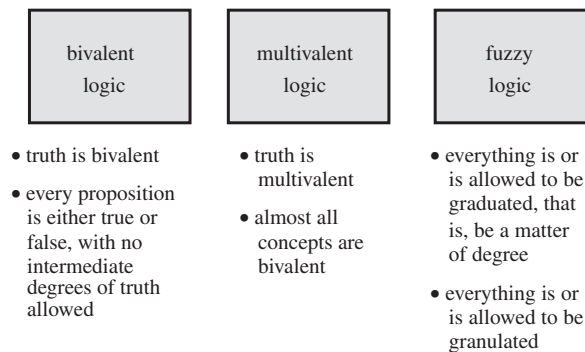 bivalent
logic
multivalent
logic
fuzzy
logic
• truth is bivalent
• every proposition
is either true or
false, with no
intermediate
degrees of truth
allowed
• truth is
multivalent
• almost all
concepts are
bivalent
• everything is or
is allowed to be
graduated, that
is, be a matter
of degree
• everything is or
is allowed to be
granulated